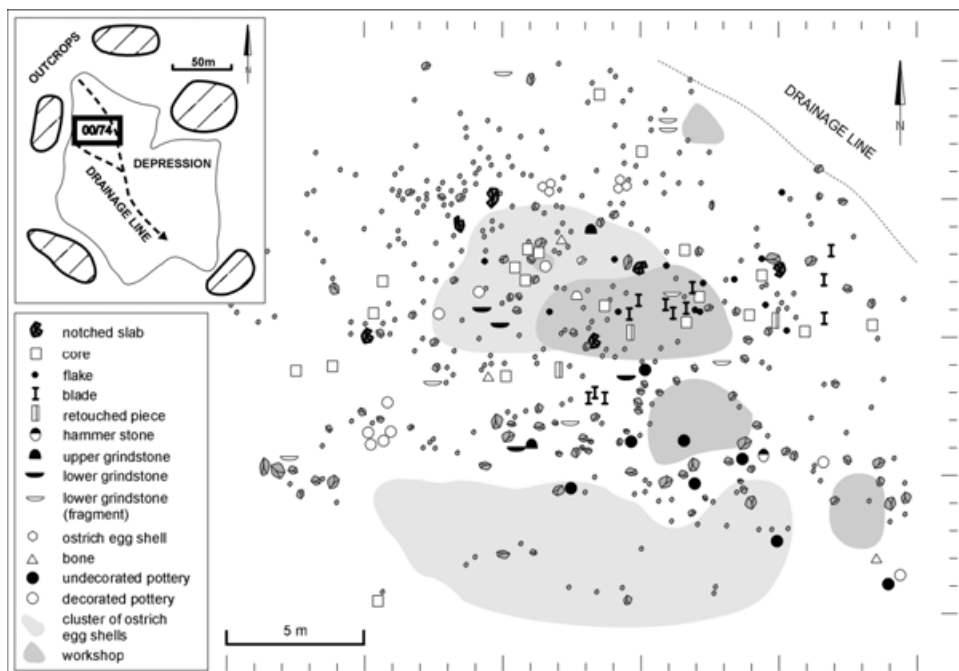 OUTCROPS
50m
N
00/74
DEPRESSION
DRAINAGE LINE
DRAINAGE LINE
N
notched slab
core
flake
blade
retouched piece
hammer stone
upper grindstone
lower grindstone
lower grindstone
(fragment)
ostrich egg shell
bone
undecorated pottery
decorated pottery
cluster of ostrich
egg shells
workshop
5 m